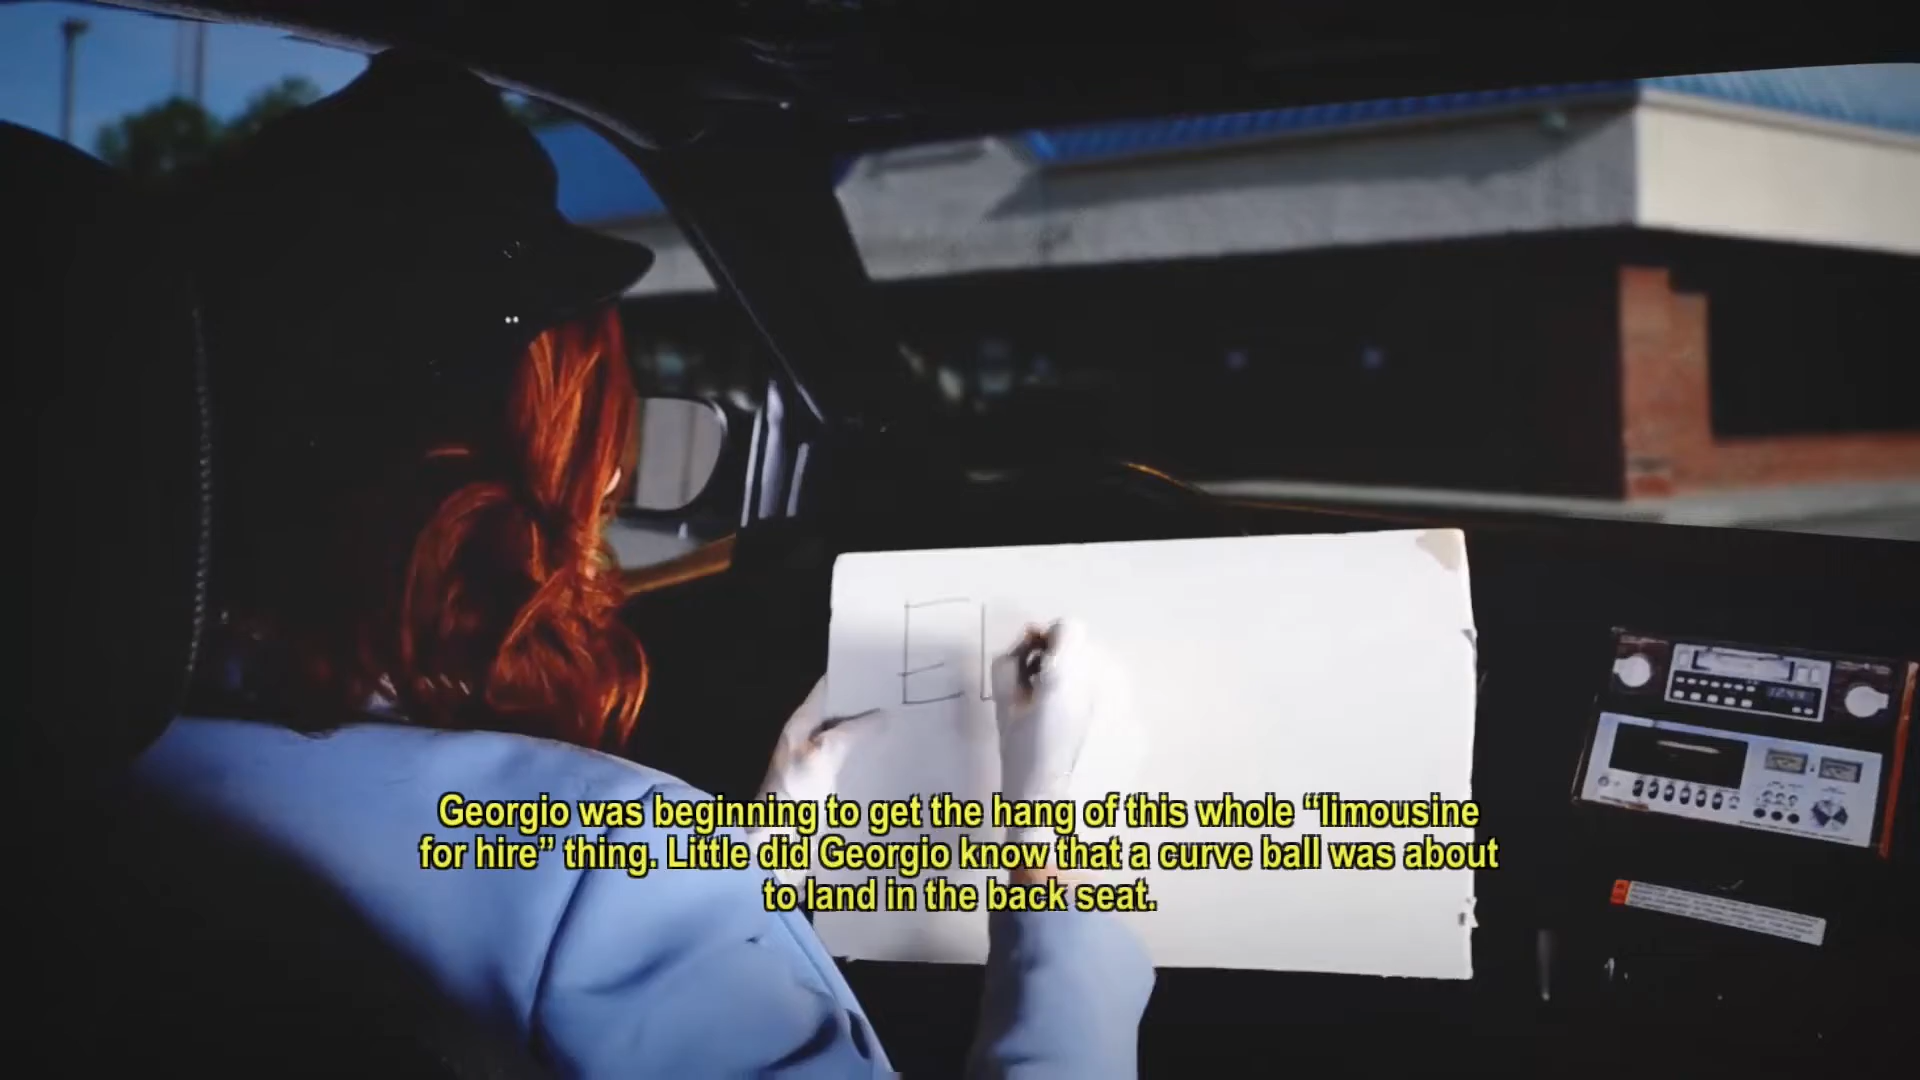 E
Georgio was beginning to get the hang of this whole “limousine
for hire” thing. Little did Georgio know that a curve ball was about
to land in the back seat.